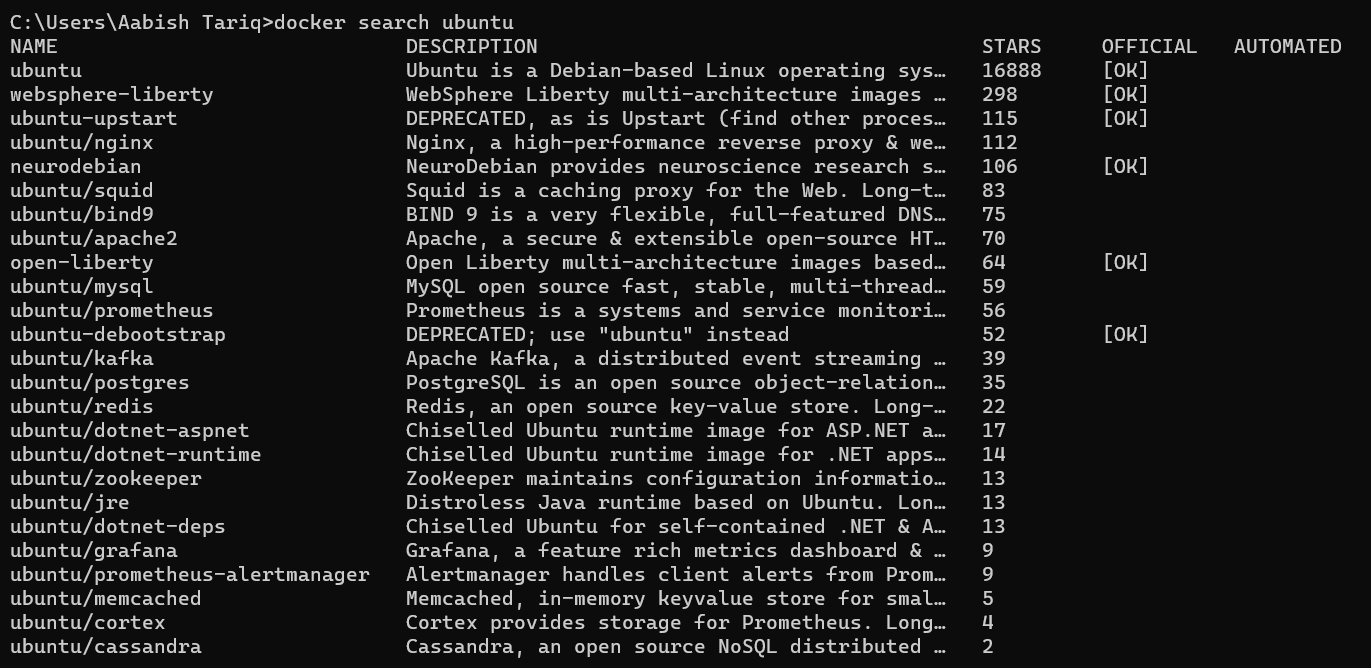 C:\Users\Aabish Tariq>docker search ubuntu
NAME                             DESCRIPTION                                     STARS     OFFICIAL   AUTOMATED
ubuntu                           Ubuntu is a Debian-based Linux operating sys…   16888     [OK]
websphere-liberty                WebSphere Liberty multi-architecture images …   298       [OK]
ubuntu-upstart                   DEPRECATED, as is Upstart (find other proces…   115       [OK]
ubuntu/nginx                     Nginx, a high-performance reverse proxy & we…   112
neurodebian                      NeuroDebian provides neuroscience research s…   106       [OK]
ubuntu/squid                     Squid is a caching proxy for the Web. Long-t…   83
ubuntu/bind9                     BIND 9 is a very flexible, full-featured DNS…   75
ubuntu/apache2                   Apache, a secure & extensible open-source HT…   70
open-liberty                     Open Liberty multi-architecture images based…   64        [OK]
ubuntu/mysql                     MySQL open source fast, stable, multi-thread…   59
ubuntu/prometheus                Prometheus is a systems and service monitori…   56
ubuntu-debootstrap               DEPRECATED; use "ubuntu" instead                52        [OK]
ubuntu/kafka                     Apache Kafka, a distributed event streaming …   39
ubuntu/postgres                  PostgreSQL is an open source object-relation…   35
ubuntu/redis                     Redis, an open source key-value store. Long-…   22
ubuntu/dotnet-aspnet             Chiselled Ubuntu runtime image for ASP.NET a…   17
ubuntu/dotnet-runtime            Chiselled Ubuntu runtime image for .NET apps…   14
ubuntu/zookeeper                 ZooKeeper maintains configuration informatio…   13
ubuntu/jre                       Distroless Java runtime based on Ubuntu. Lon…   13
ubuntu/dotnet-deps               Chiselled Ubuntu for self-contained .NET & A…   13
ubuntu/grafana                   Grafana, a feature rich metrics dashboard & …   9
ubuntu/prometheus-alertmanager   Alertmanager handles client alerts from Prom…   9
ubuntu/memcached                 Memcached, in-memory keyvalue store for smal…   5
ubuntu/cortex                    Cortex provides storage for Prometheus. Long…   4
ubuntu/cassandra                 Cassandra, an open source NoSQL distributed …   2